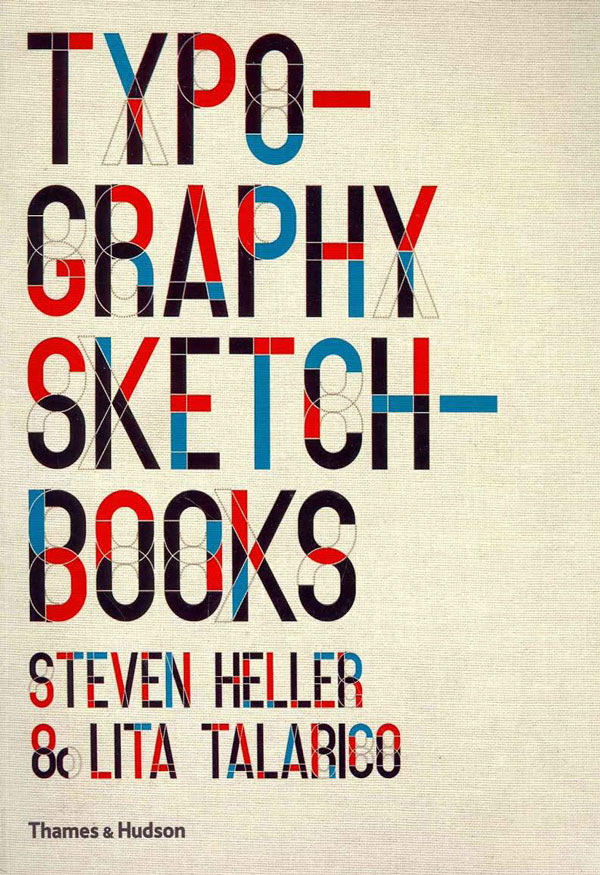 TYPO-
GRAPHY
SKETCH-
BOOKS
STEVEN HELLER
& LITA TALARICO
Thames & Hudson